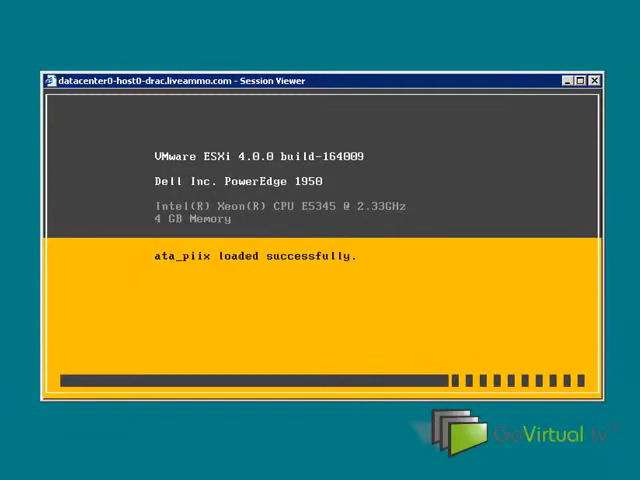 datacenter0-host0-drac.liveammo.com - Session Viewer
VMware ESXi 4.0.0 build-164009
Dell Inc. PowerEdge 1950
Intel(R) Xeon(R) CPU E5345 @ 2.33GHz
4 GB Memory
ata_piix loaded successfully.
GoVirtual tv